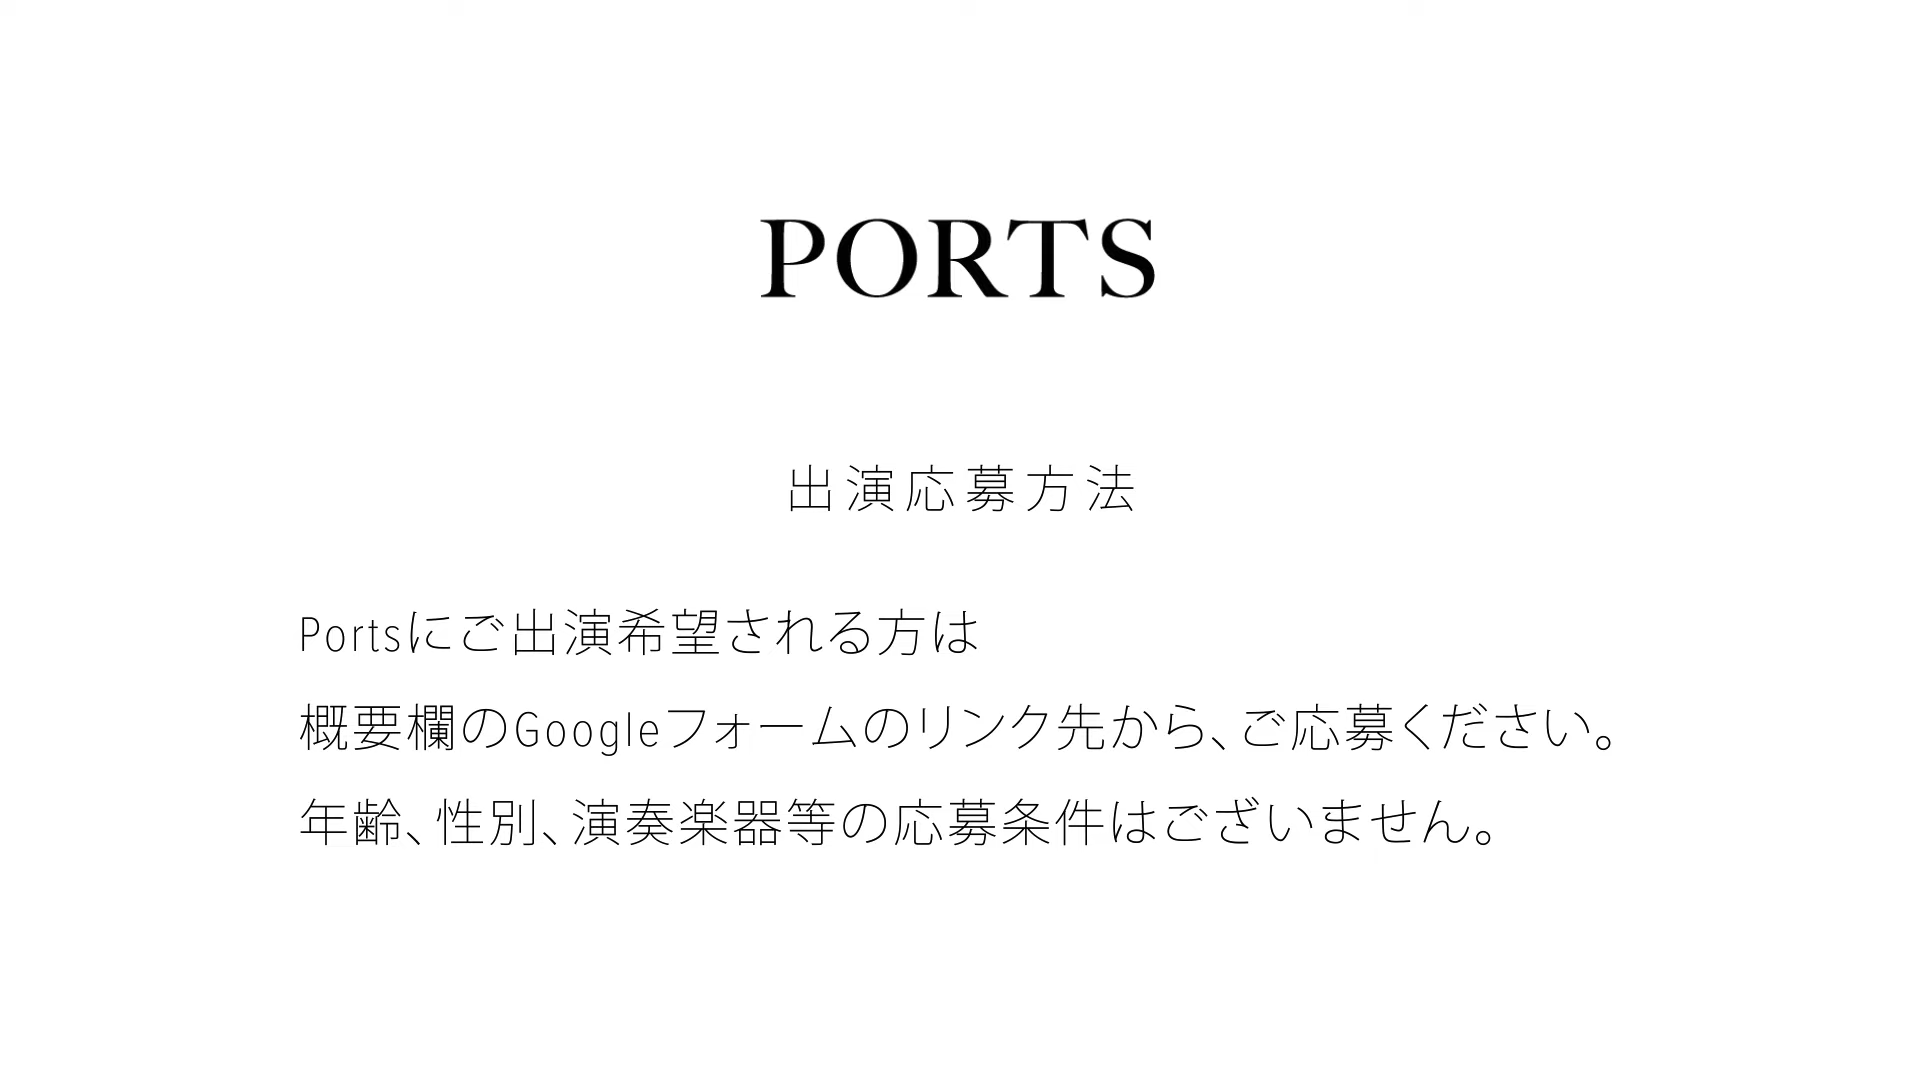 PORTS
出演応募方法
Portsにご出演希望される方は
概要欄のGoogleフォームのリンク先から、ご応募ください。
年齢、性別、演奏楽器等の応募条件はございません。